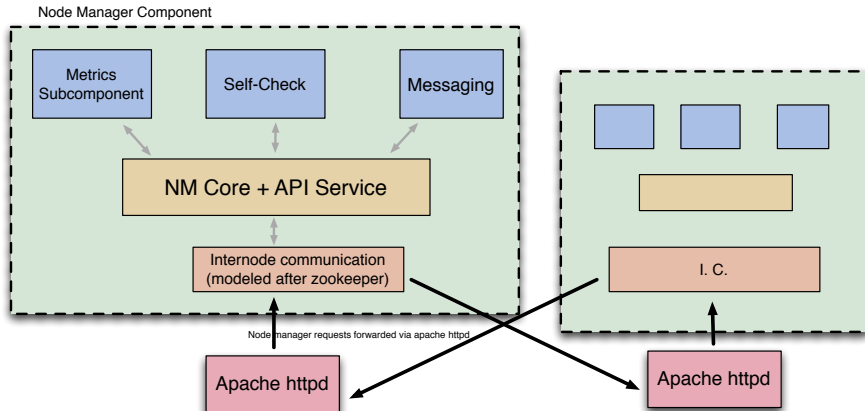 Node Manager Component
Metrics
Subcomponent
Self-Check
Messaging
NM Core + API Service
Internode communication
(modeled after zookeeper)
I. C.
Node manager requests forwarded via apache httpd
Apache httpd
Apache httpd